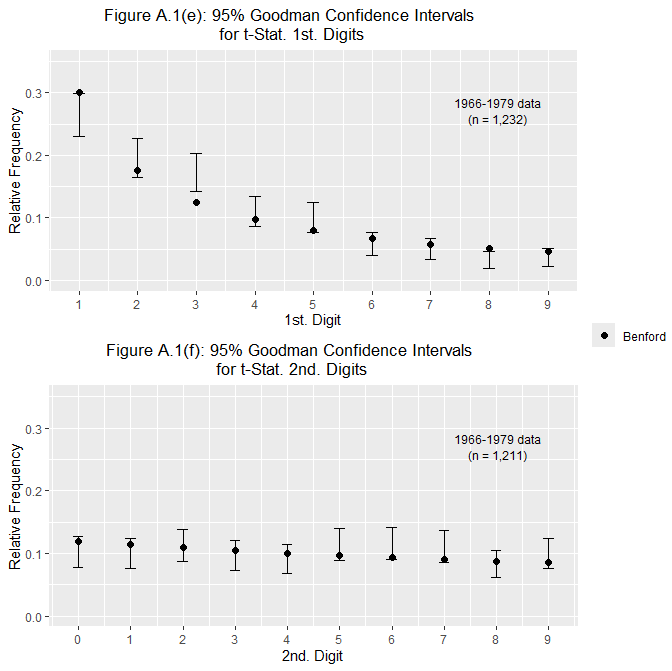 Figure A.1(e): 95% Goodman Confidence Intervals
for t-Stat. 1st. Digits
1966-1979 data
(n = 1,232)
Relative Frequency
0.3
0.2
0.1
0.0
1 2 3 4 5 6 7 8 9
1st. Digit
Benford
Figure A.1(f): 95% Goodman Confidence Intervals
for t-Stat. 2nd. Digits
1966-1979 data
(n = 1,211)
Relative Frequency
0.3
0.2
0.1
0.0
0 1 2 3 4 5 6 7 8 9
2nd. Digit